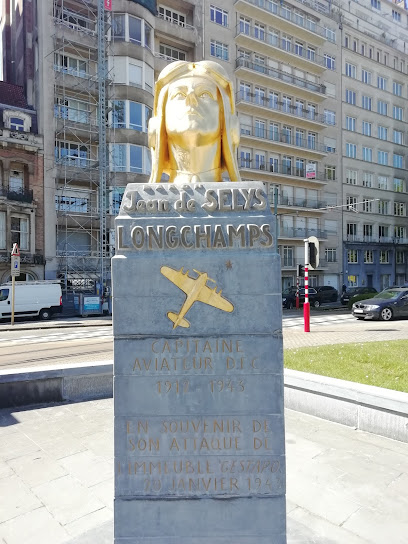 Jean de SELYS
LONGCHAMPS
CAPITAINE
AVIATEUR DFC
1912 - 1943
EN SOUVENIR DE
SON ATTAQUE DE
L'IMMEUBLE GESTAPO
20 JANVIER 1943